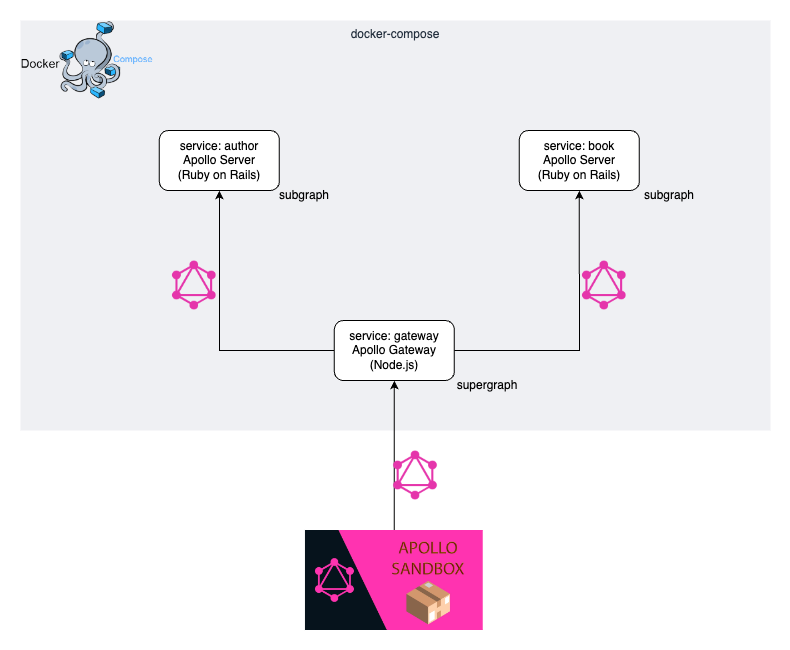 docker-compose
Docker
Compose
service: author
Apollo Server
(Ruby on Rails)
subgraph
service: book
Apollo Server
(Ruby on Rails)
subgraph
service: gateway
Apollo Gateway
(Node.js)
supergraph
APOLLO
SANDBOX